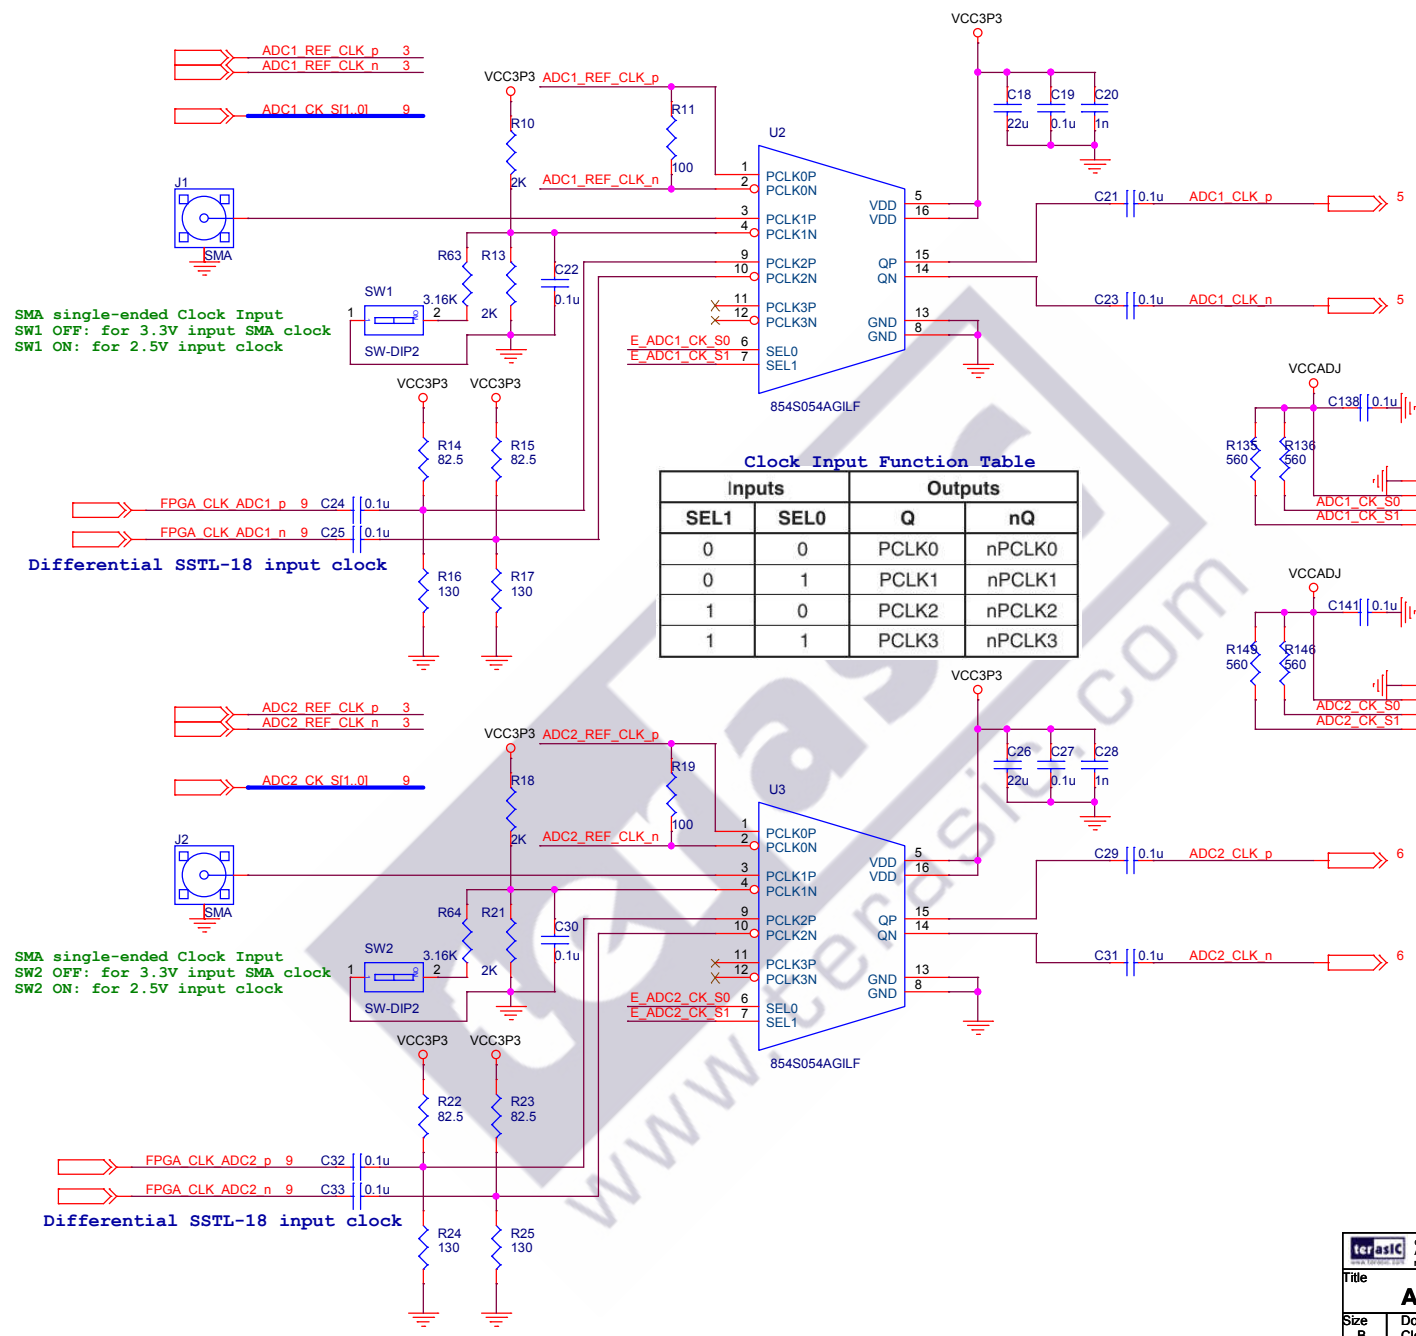 VCC3P3
ADC1_REF_CLK_p 3
ADC1_REF_CLK_n 3
ADC1_CK_S[1..0] 9
VCC3P3
ADC1_REF_CLK_p
R10
2K
R11
100
ADC1_REF_CLK_n
C18
22u
C19
0.1u
C20
1n
J1
SMA
U2
1 PCLK0P
2 PCLK0N
3 PCLK1P
4 PCLK1N
9 PCLK2P
10 PCLK2N
11 PCLK3P
12 PCLK3N
E_ADC1_CK_S0 6 SEL0
E_ADC1_CK_S1 7 SEL1
VDD 5
VDD 16
QP 15
QN 14
GND 13
GND 8
854S054AGILF
C21 0.1u ADC1_CLK_p 5
C23 0.1u ADC1_CLK_n 5
R63
3.16K
R13
2K
C22
0.1u
SW1
1 2
SW-DIP2
SMA single-ended Clock Input
SW1 OFF: for 3.3V input SMA clock
SW1 ON: for 2.5V input clock
VCC3P3
VCC3P3
R14
82.5
R15
82.5
FPGA_CLK_ADC1_p 9 C24 0.1u
FPGA_CLK_ADC1_n 9 C25 0.1u
Differential SSTL-18 input clock
R16
130
R17
130
Clock Input Function Table
Inputs Outputs
SEL1 SEL0 Q nQ
0 0 PCLK0 nPCLK0
0 1 PCLK1 nPCLK1
1 0 PCLK2 nPCLK2
1 1 PCLK3 nPCLK3
VCCADJ
C138 0.1u
R135
560
R136
560
ADC1_CK_S0
ADC1_CK_S1
VCCADJ
C141 0.1u
R149
560
R146
560
ADC2_CK_S0
ADC2_CK_S1
VCC3P3
ADC2_REF_CLK_p 3
ADC2_REF_CLK_n 3
ADC2_CK_S[1..0] 9
VCC3P3
ADC2_REF_CLK_p
R18
2K
R19
100
ADC2_REF_CLK_n
C26
22u
C27
0.1u
C28
1n
J2
SMA
U3
1 PCLK0P
2 PCLK0N
3 PCLK1P
4 PCLK1N
9 PCLK2P
10 PCLK2N
11 PCLK3P
12 PCLK3N
E_ADC2_CK_S0 6 SEL0
E_ADC2_CK_S1 7 SEL1
VDD 5
VDD 16
QP 15
QN 14
GND 13
GND 8
854S054AGILF
C29 0.1u ADC2_CLK_p 6
C31 0.1u ADC2_CLK_n 6
R64
3.16K
R21
2K
C30
0.1u
SW2
1 2
SW-DIP2
SMA single-ended Clock Input
SW2 OFF: for 3.3V input SMA clock
SW2 ON: for 2.5V input clock
VCC3P3
VCC3P3
R22
82.5
R23
82.5
FPGA_CLK_ADC2_p 9 C32 0.1u
FPGA_CLK_ADC2_n 9 C33 0.1u
Differential SSTL-18 input clock
R24
130
R25
130
terasic
www.terasic.com
terasIC
Title
A
Size
B